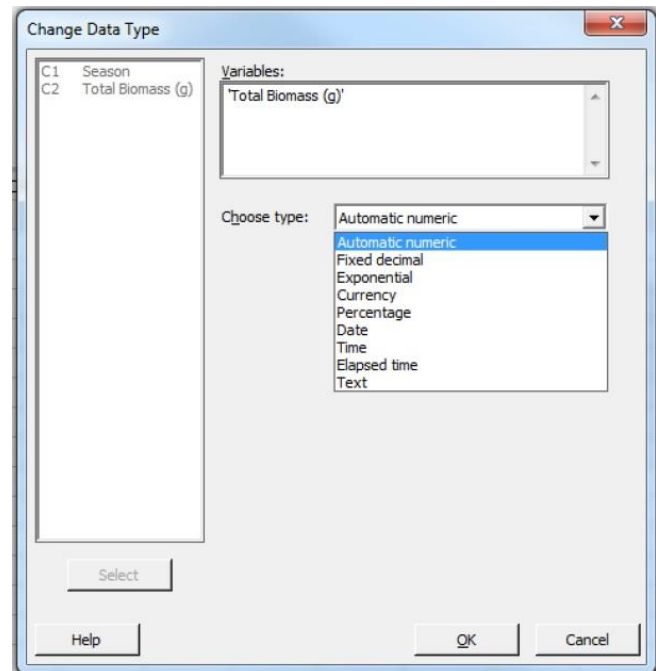 Change Data Type
C1 Season
C2 Total Biomass (g)
Variables:
'Total Biomass (g)'
Choose type:
Automatic numeric
Automatic numeric
Fixed decimal
Exponential
Currency
Percentage
Date
Time
Elapsed time
Text
Select
Help
OK
Cancel